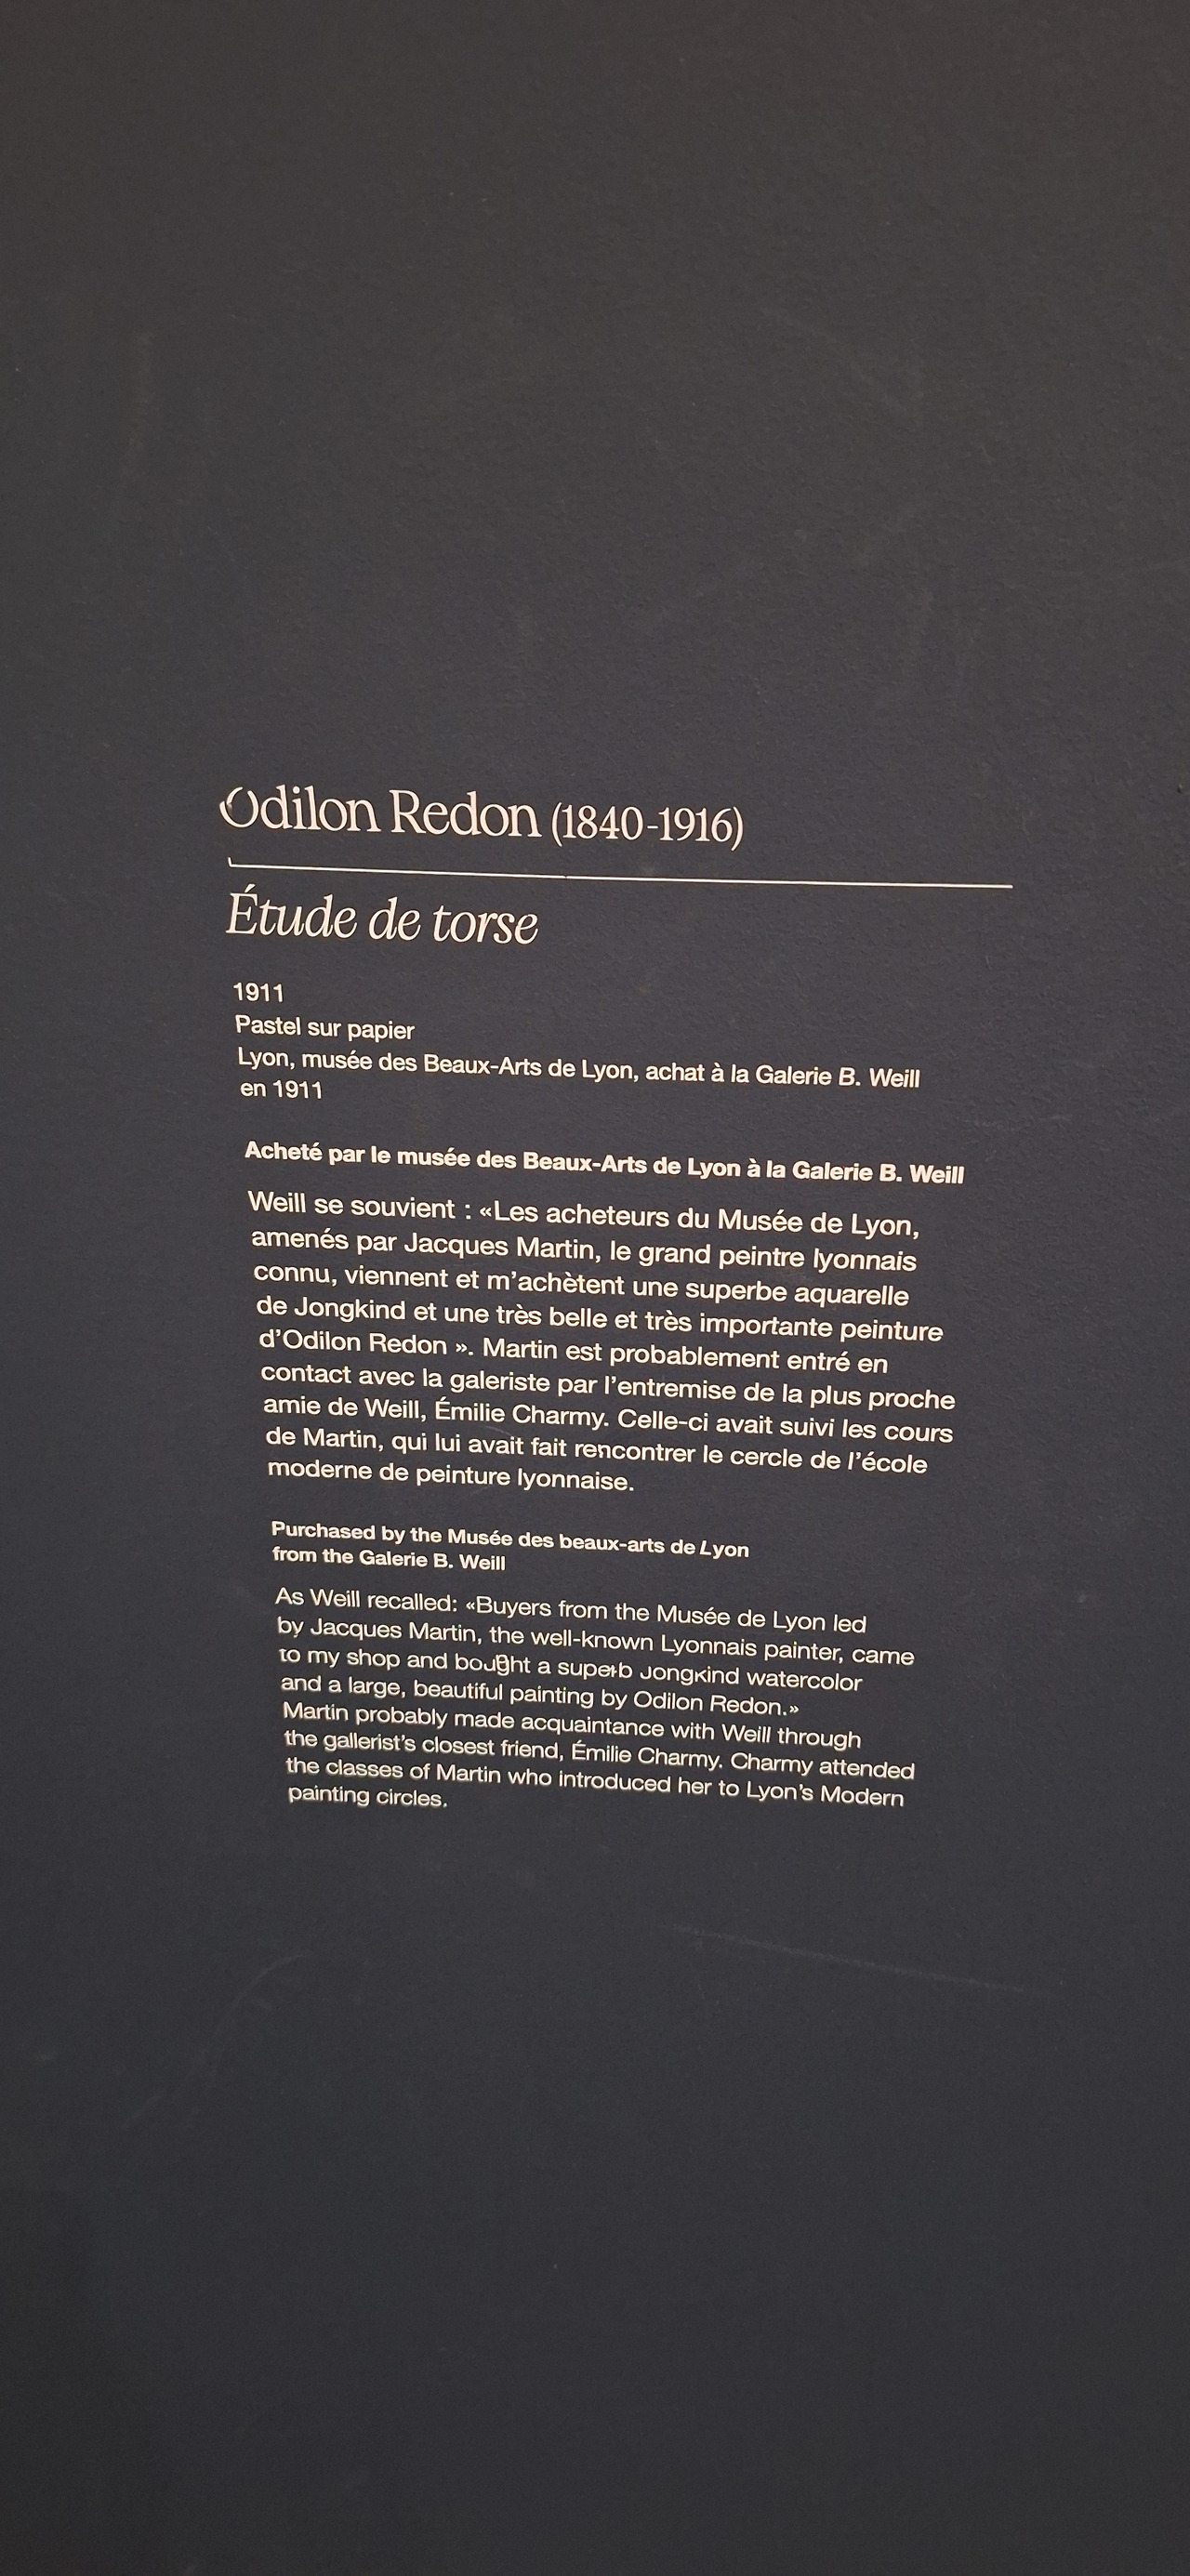 Odilon Redon (1840-1916)
Étude de torse
1911
Pastel sur papier
Lyon, musée des Beaux-Arts de Lyon, achat à la Galerie B. Weill
en 1911
Acheté par le musée des Beaux-Arts de Lyon à la Galerie B. Weill
Weill se souvient : «Les acheteurs du Musée de Lyon,
amenés par Jacques Martin, le grand peintre lyonnais
connu, viennent et m'achètent une superbe aquarelle
de Jongkind et une très belle et très importante peinture
d'Odilon Redon ». Martin est probablement entré en
contact avec la galeriste par l'entremise de la plus proche
amie de Weill, Émilie Charmy. Celle-ci avait suivi les cours
de Martin, qui lui avait fait rencontrer le cercle de l'école
moderne de peinture lyonnaise.
Purchased by the Musée des beaux-arts de Lyon
from the Galerie B. Weill
As Weill recalled: «Buyers from the Musée de Lyon led
by Jacques Martin, the well-known Lyonnais painter, came
to my shop and bought a superb Jongkind watercolor
and a large, beautiful painting by Odilon Redon.»
Martin probably made acquaintance with Weill through
the gallerist's closest friend, Émilie Charmy. Charmy attended
the classes of Martin who introduced her to Lyon's Modern
painting circles.